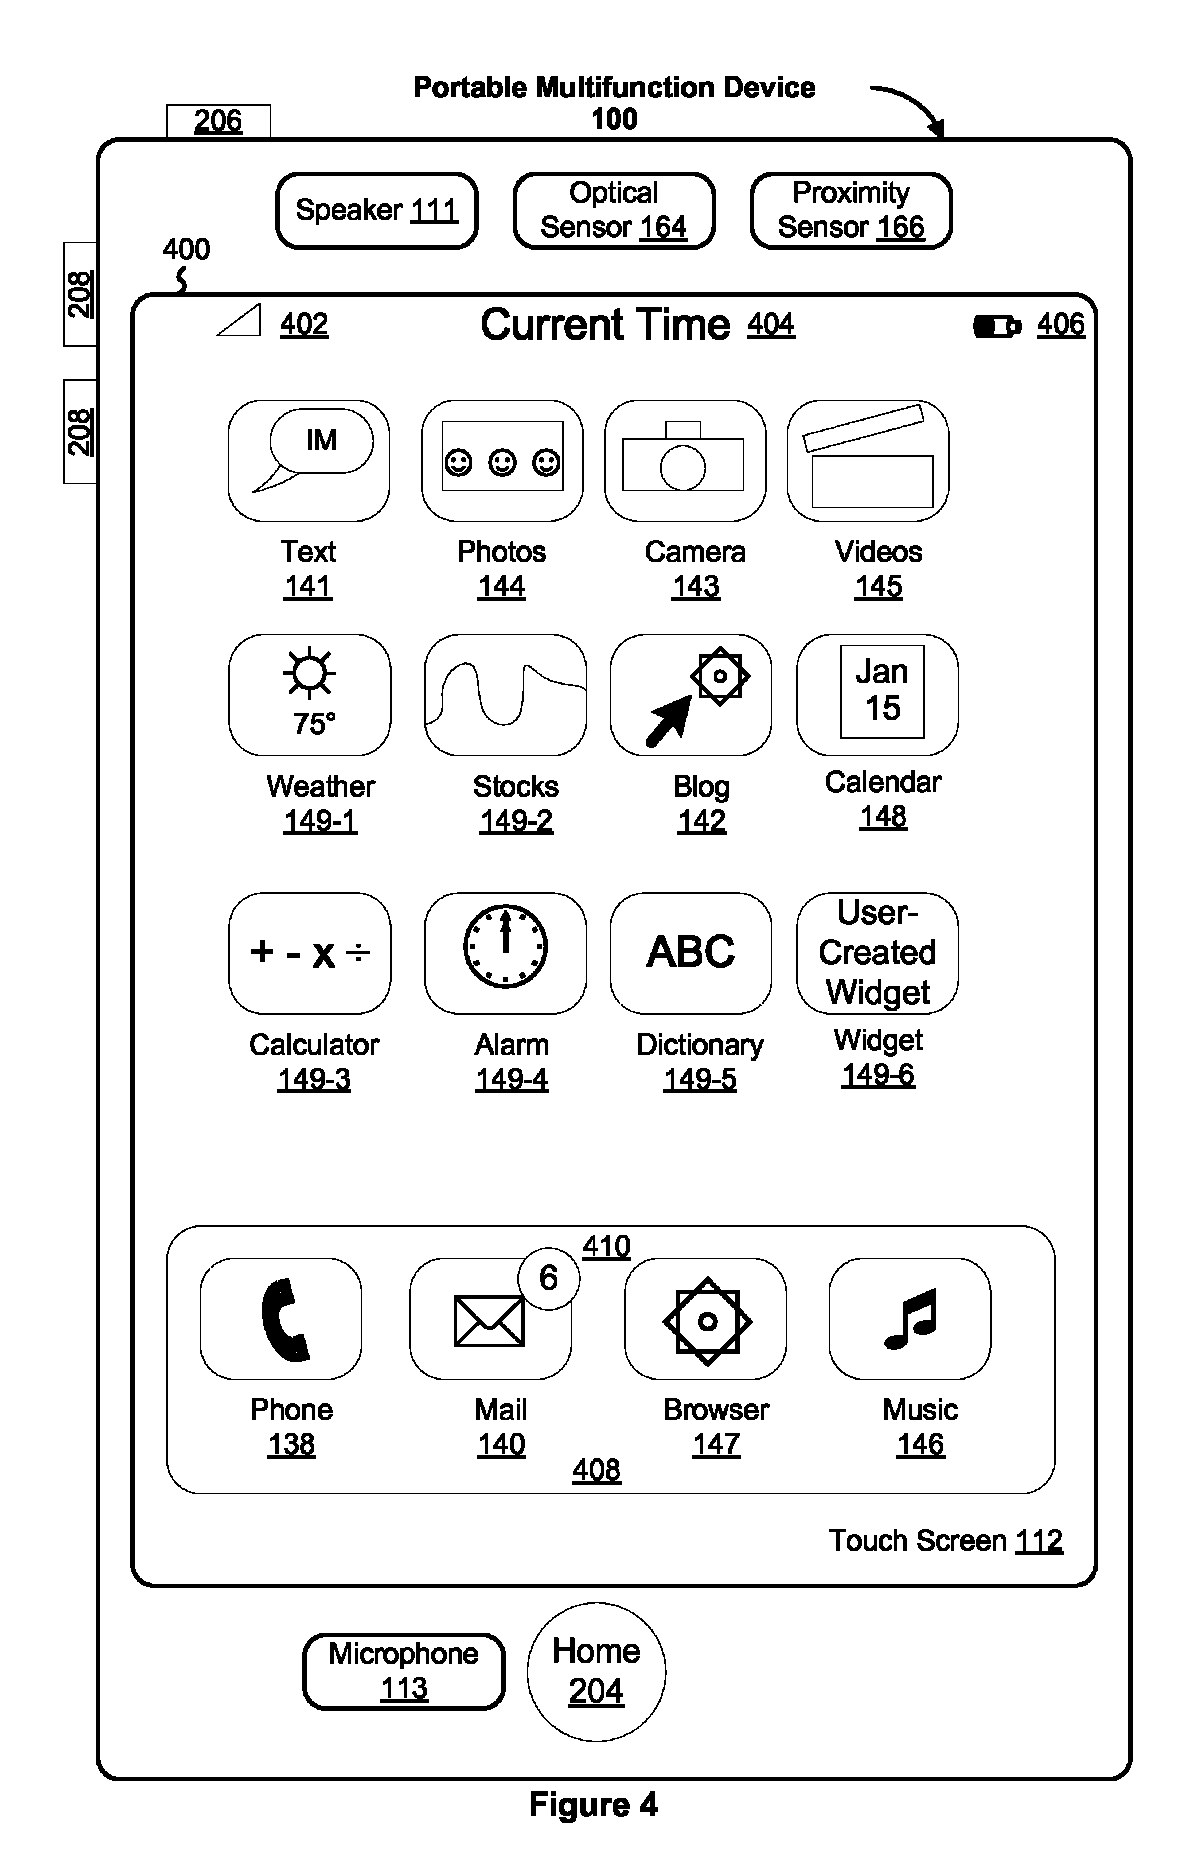 Portable Multifunction Device
100
206
Speaker 111
Optical
Sensor 164
Proximity
Sensor 166
208
208
400
402
Current Time 404
406
IM
Text
141
Photos
144
Camera
143
Videos
145
75°
Weather
149-1
Stocks
149-2
Blog
142
Jan
15
Calendar
148
+ - x ÷
Calculator
149-3
Alarm
149-4
ABC
Dictionary
149-5
User-
Created
Widget
Widget
149-6
410
6
Phone
138
Mail
140
Browser
147
Music
146
408
Touch Screen 112
Microphone
113
Home
204
Figure 4